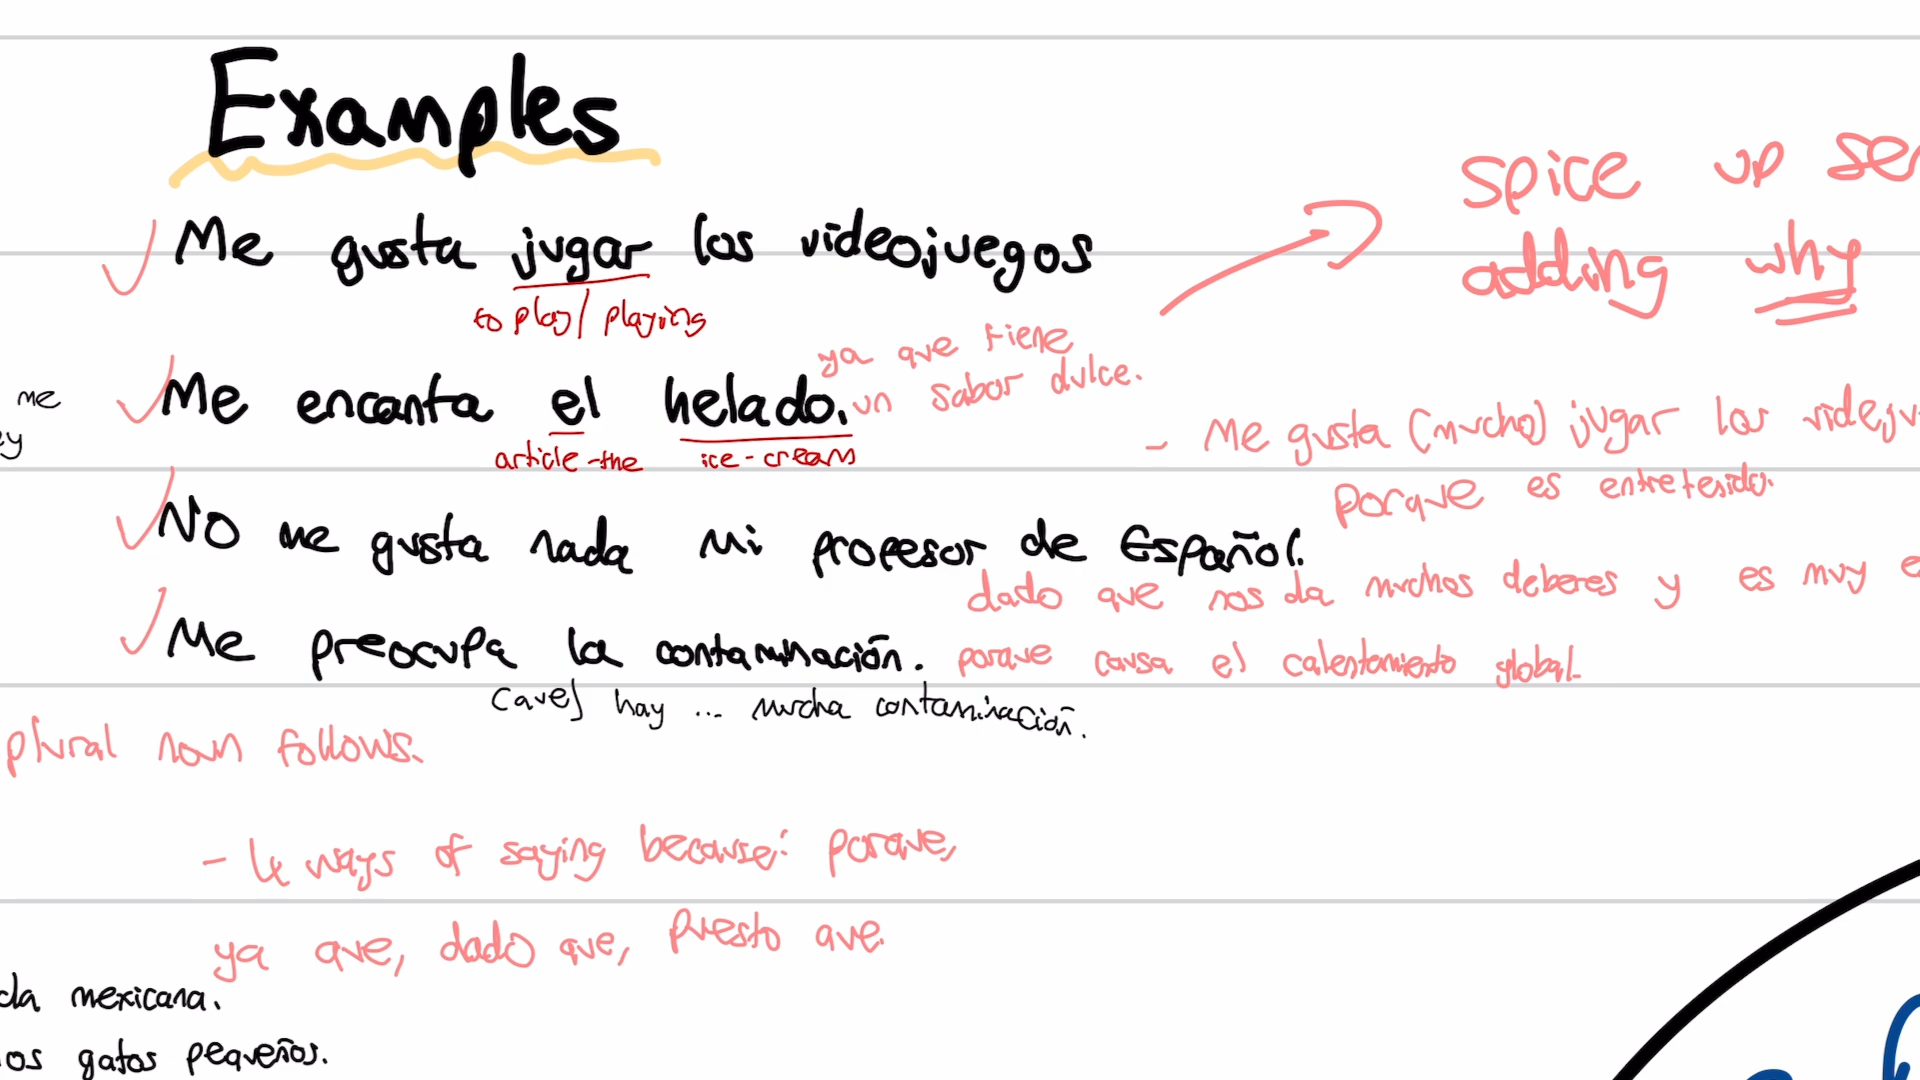 Examples
spice up
adding why
Me gusta jugar los videojuegos
to play/ playing
ya que tiene
un sabor dulce.
me
Me encanta el helado.
article-the ice-cream
- Me gusta (mucho) jugar los videoju
porque es entretenido.
No me gusta nada mi profesor de Español.
dado que nos da muchos deberes y es muy e
Me preocupa la contaminación. porque causa el calentamiento global.
(que) hay ... mucha contaminación.
plural noun follows.
- 4 ways of saying because: porque,
ya que, dado que, puesto que.
da mexicana.
os gatos pequeños.